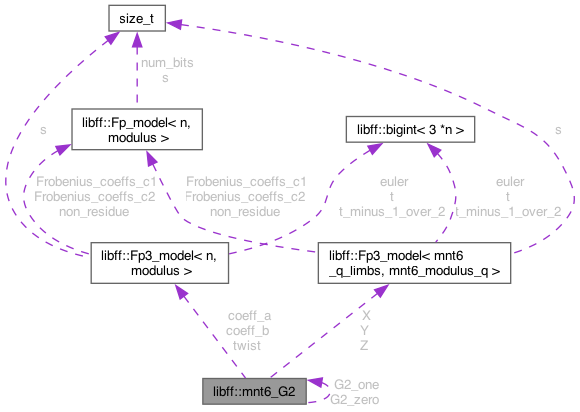 size_t
num_bits
s
libff::Fp_model< n,
modulus >
libff::bigint< 3 *n >
s
s
Frobenius_coeffs_c1
Frobenius_coeffs_c2
non_residue
Frobenius_coeffs_c1
Frobenius_coeffs_c2
non_residue
euler
t
t_minus_1_over_2
euler
t
t_minus_1_over_2
libff::Fp3_model< n,
modulus >
libff::Fp3_model< mnt6
_q_limbs, mnt6_modulus_q >
coeff_a
coeff_b
twist
X
Y
Z
libff::mnt6_G2
G2_one
G2_zero